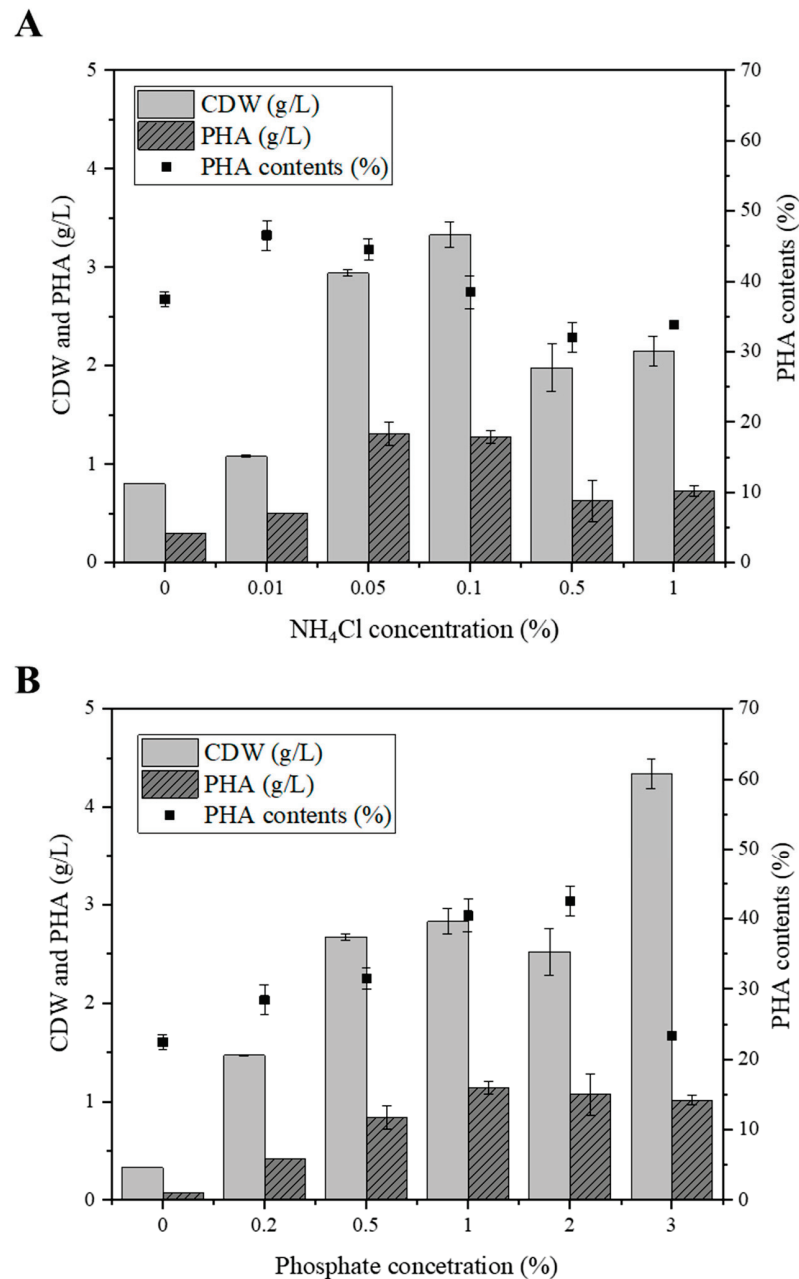 A
CDW (g/L)
PHA (g/L)
PHA contents (%)
CDW and PHA (g/L)
5
4
3
2
1
0
70
60
50
40
30
20
10
0
PHA contents (%)
0 0.01 0.05 0.1 0.5 1
NH₄Cl concentration (%)
B
CDW (g/L)
PHA (g/L)
PHA contents (%)
CDW and PHA (g/L)
5
4
3
2
1
0
70
60
50
40
30
20
10
0
PHA contents (%)
0 0.2 0.5 1 2 3
Phosphate concetration (%)